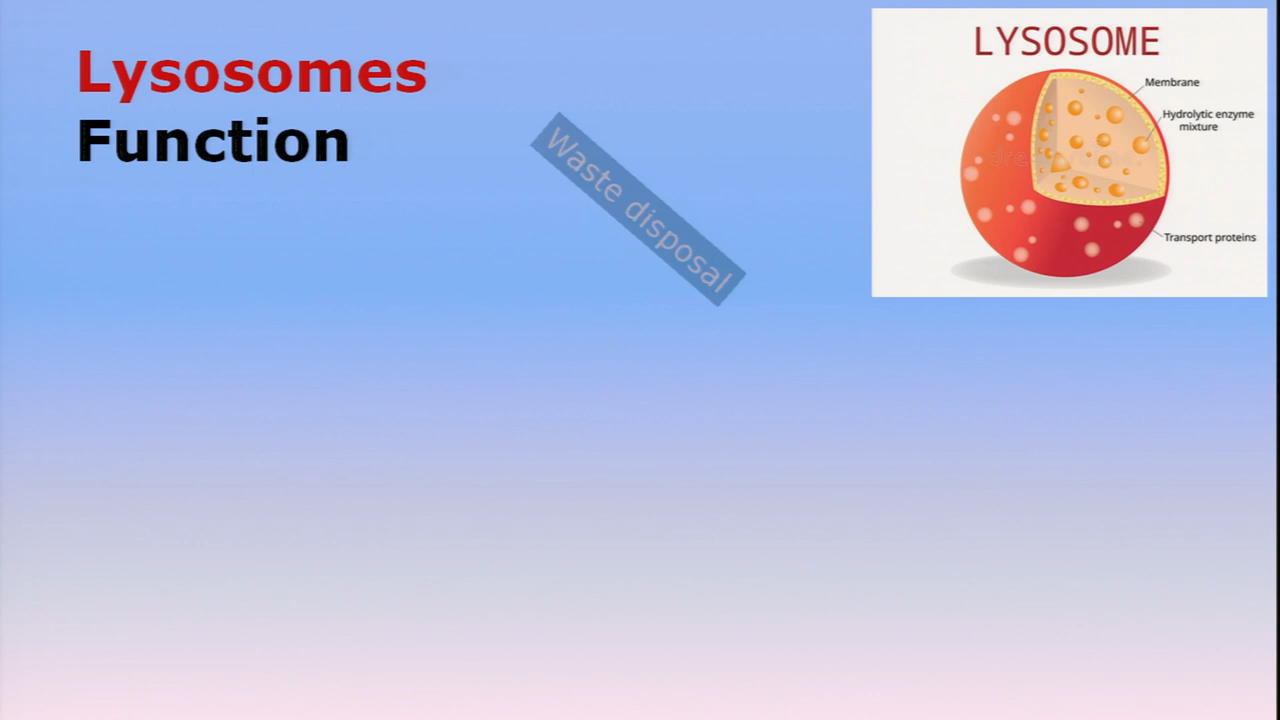 Lysosomes
Function
Waste disposal
LYSOSOME
Membrane
Hydrolytic enzyme
mixture
Transport proteins